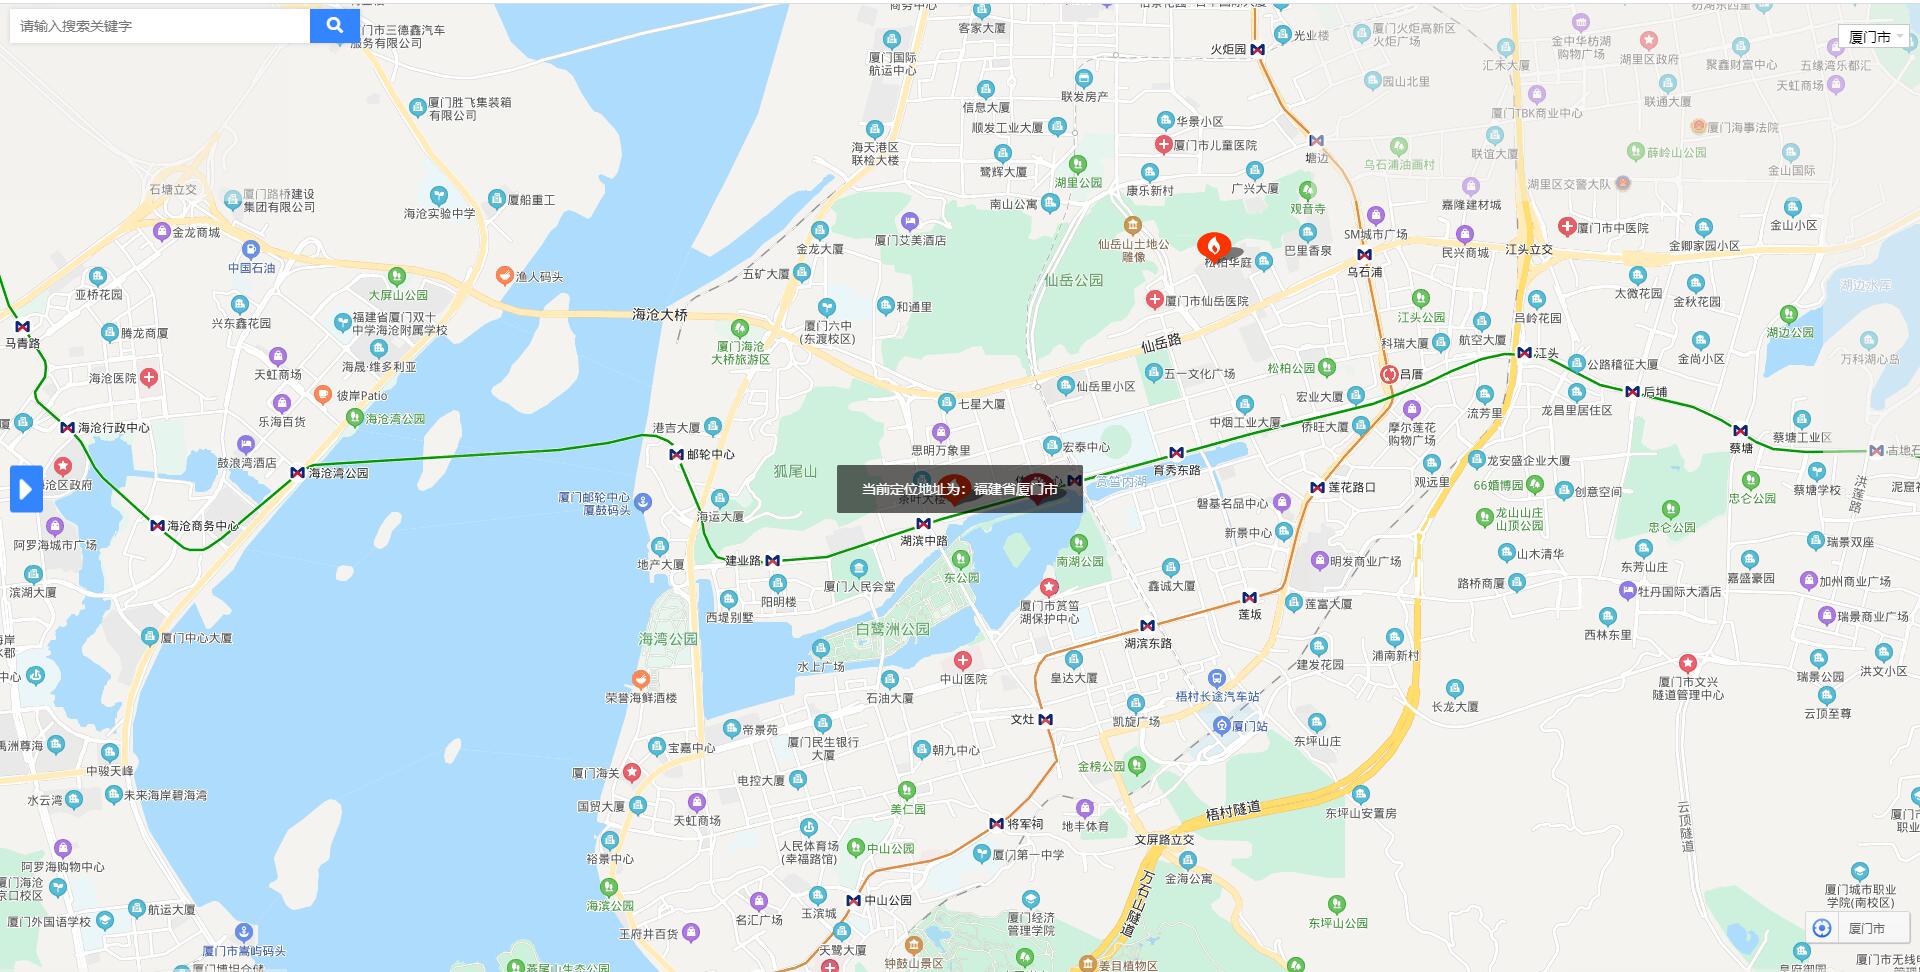 请输入搜索关键字
门市三德鑫汽车
服务有限公司
客家大厦
光业楼
厦门火炬高新区
火炬广场
金中华枋湖
购物广场
湖里区政府
聚鑫财富中心
五缘湾乐都汇
厦门市
火炬园
厦门国际
航运中心
汇禾大厦
天虹商场
园山北里
联发房产
信息大厦
厦门胜飞集装箱
有限公司
联通大厦
厦门TBK商业中心
顺发工业大厦
华景小区
厦门海事法院
海天港区
联检大楼
厦门市儿童医院
塘边
乌石浦油画村
联谊大厦
薛岭山公园
金山国际
鹭辉大厦
湖里公园
康乐新村
广兴大厦
湖里区交警大队
石塘立交
厦门路桥建设
集团有限公司
海沧实验中学
厦船重工
南山公寓
观音寺
嘉隆建材城
金山小区
金龙商城
厦门艾美酒店
仙岳山土地公
雕像
SM城市广场
厦门市中医院
金卿家园小区
金龙大厦
巴里香泉
民兴商厦
江头立交
中国石油
松柏华庭
乌石浦
五矿大厦
渔人码头
仙岳公园
亚桥花园
大屏山公园
太微花园
金秋花园
湖边水库
厦门市仙岳医院
和通里
海沧大桥
厦门六中
(东渡校区)
江头公园
吕岭花园
湖边公园
兴东鑫花园
福建省厦门双十
中学海沧附属学校
腾龙商厦
马青路
仙岳路
科瑞大厦
航空大厦
江头
金尚小区
万科湖心岛
厦门海沧
大桥旅游区
海晟·维多利亚
天虹商场
海沧医院
松柏公园
吕厝
公路稽征大厦
五一文化广场
仙岳里小区
后埔
彼岸Patio
七星大厦
宏业大厦
中烟工业大厦
流芳里
龙昌里居住区
乐海百货
海沧湾公园
海沧行政中心
港吉大厦
侨旺大厦
摩尔莲花
购物广场
蔡塘
蔡塘工业区
思明万象里
宏泰中心
邮轮中心
育秀东路
鼓浪湾酒店
海沧湾公园
狐尾山
筼筜内湖
龙安盛企业大厦
观远里
66婚博园
创意空间
忠仑公园
蔡塘学校
洪莲路
当前定位地址为：福建省厦门市
莲花路口
厦门邮轮中心
厦鼓码头
海运大厦
磐基名品中心
龙山山庄
山顶公园
忠仑公园
海沧商务中心
湖滨中路
新景中心
阿罗海城市广场
瑞景双座
建业路
东公园
南湖公园
明发商业广场
山木清华
东芳山庄
嘉盛豪园
加州商业广场
地产大厦
厦门人民会堂
鑫诚大厦
路桥商厦
牡丹国际大酒店
滨湖大厦
阳明楼
西堤别墅
厦门市筼筜
湖保护中心
莲坂
莲富大厦
瑞景商业广场
西林东里
白鹭洲公园
海湾公园
厦门中心大厦
湖滨东路
建发花园
浦南新村
水上广场
中山医院
皇达大厦
厦门市文兴
隧道管理中心
瑞景公园
洪文小区
荣誉海鲜酒楼
石油大厦
梧村长途汽车站
长龙大厦
云顶至尊
文灶
凯旋广场
厦门站
帝景苑
东坪山庄
宝嘉中心
厦门民生银行
大厦
朝九中心
中骏天峰
厦门海关
电控大厦
金榜公园
水云湾
未来海岸碧海湾
国贸大厦
天虹商场
美仁园
梧村隧道
东坪山安置房
云顶隧道
将军祠
地丰体育
文屏路立交
人民体育场
(幸福路馆)
中山公园
裕景中心
厦门第一中学
阿罗海购物中心
金海公寓
万石山隧道
厦门城市职业
学院(南校区)
海滨公园
名汇广场
玉滨城
中山公园
厦门经济
管理学院
东坪山公园
航运大厦
厦门外国语学校
厦门市嵩屿码头
王府井百货
天鹭大厦
钟鼓山景区
厦门市